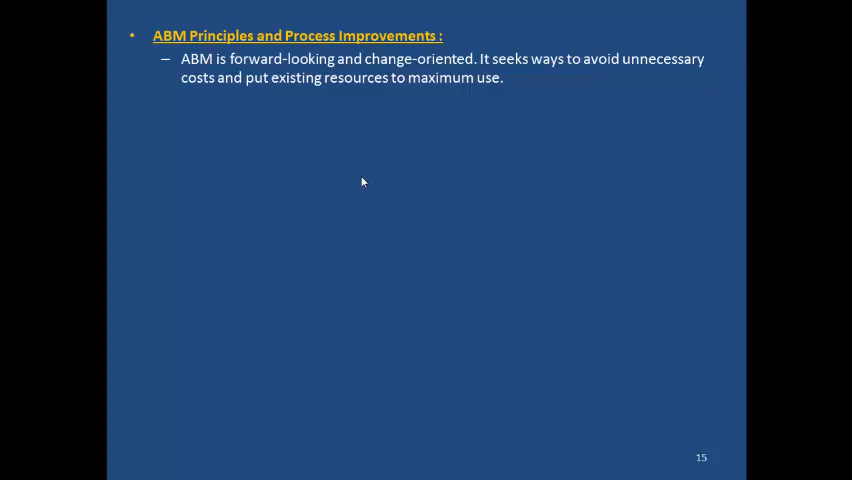 • ABM Principles and Process Improvements :
– ABM is forward-looking and change-oriented. It seeks ways to avoid unnecessary
costs and put existing resources to maximum use.
15